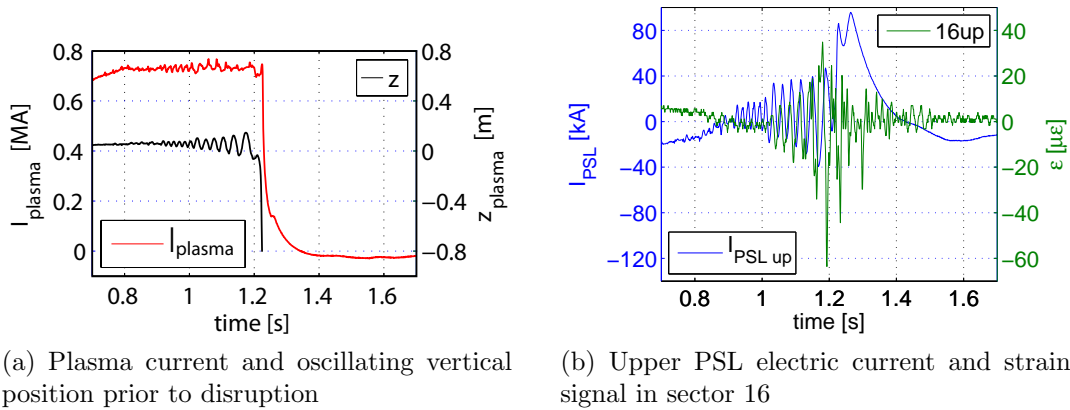 0.8
0.6
0.4
0.2
0
I_plasma [MA]
0.8
0.4
0
−0.4
−0.8
z_plasma [m]
z
I_plasma
0.8 1 1.2 1.4 1.6
time [s]
(a) Plasma current and oscillating vertical
position prior to disruption
80
40
0
−40
−80
−120
I_PSL [kA]
40
20
0
−20
−40
−60
ε [με]
16up
I_PSL up
0.8 1 1.2 1.4 1.6
time [s]
(b) Upper PSL electric current and strain
signal in sector 16